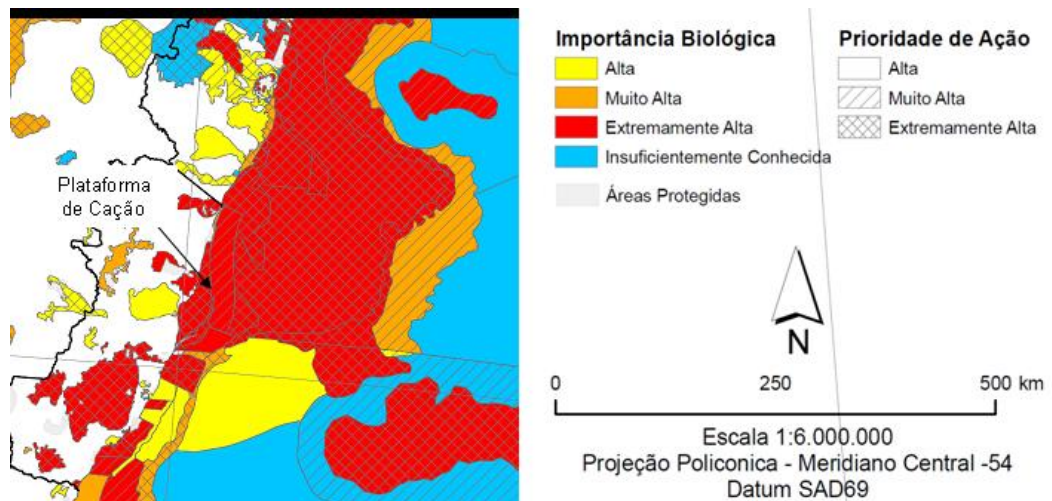 Plataforma
de Cação
Importância Biológica
Alta
Muito Alta
Extremamente Alta
Insuficientemente Conhecida
Áreas Protegidas
Prioridade de Ação
Alta
Muito Alta
Extremamente Alta
N
0 250 500 km
Escala 1:6.000.000
Projeção Policonica - Meridiano Central -54
Datum SAD69